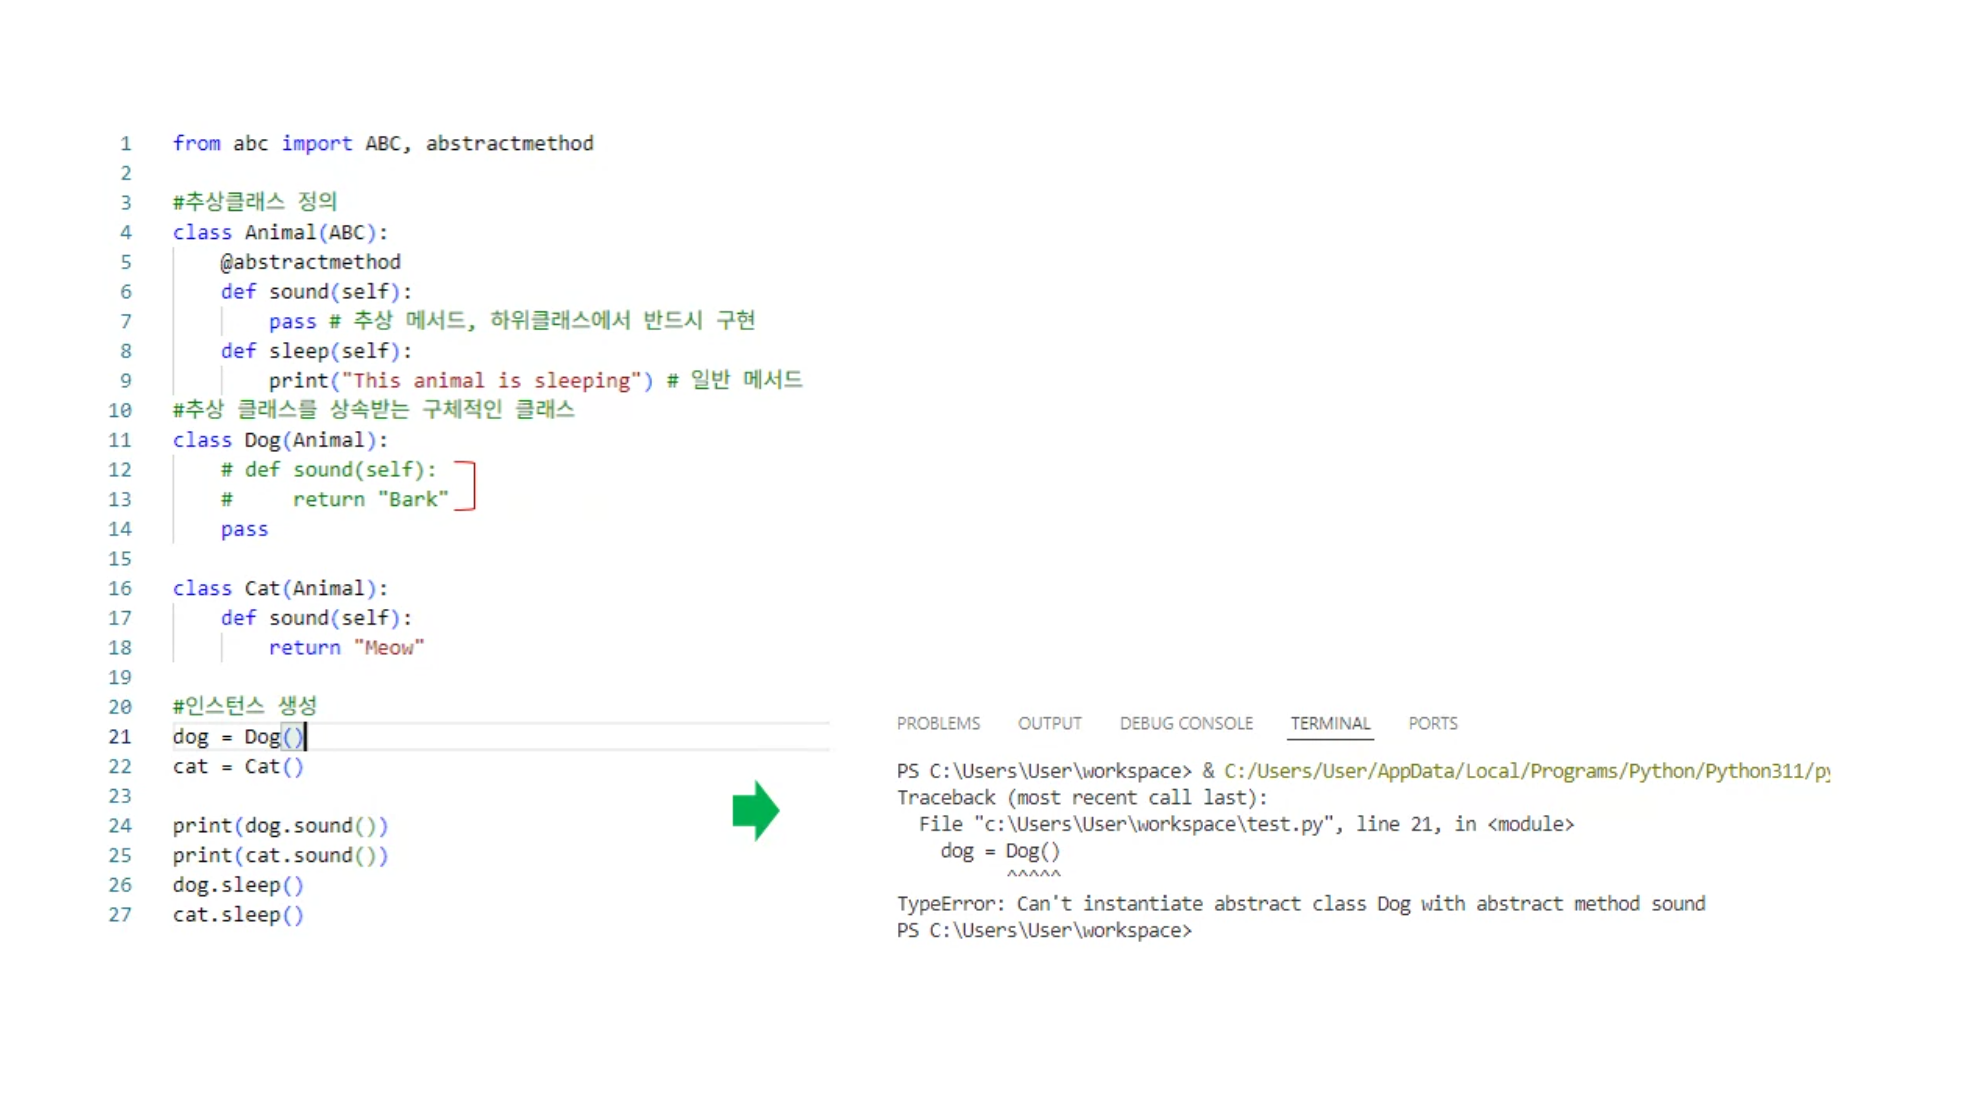 1 from abc import ABC, abstractmethod
2
3 #추상클래스 정의
4 class Animal(ABC):
5     @abstractmethod
6     def sound(self):
7         pass # 추상 메서드, 하위클래스에서 반드시 구현
8     def sleep(self):
9         print("This animal is sleeping") # 일반 메서드
10 #추상 클래스를 상속받는 구체적인 클래스
11 class Dog(Animal):
12     # def sound(self):
13     #     return "Bark"
14     pass
15
16 class Cat(Animal):
17     def sound(self):
18         return "Meow"
19
20 #인스턴스 생성
21 dog = Dog()
22 cat = Cat()
23
24 print(dog.sound())
25 print(cat.sound())
26 dog.sleep()
27 cat.sleep()
PROBLEMS OUTPUT DEBUG CONSOLE TERMINAL PORTS
PS C:\Users\User\workspace> & C:/Users/User/AppData/Local/Programs/Python/Python311/py
Traceback (most recent call last):
  File "c:\Users\User\workspace\test.py", line 21, in <module>
    dog = Dog()
          ^^^^^
TypeError: Can't instantiate abstract class Dog with abstract method sound
PS C:\Users\User\workspace>